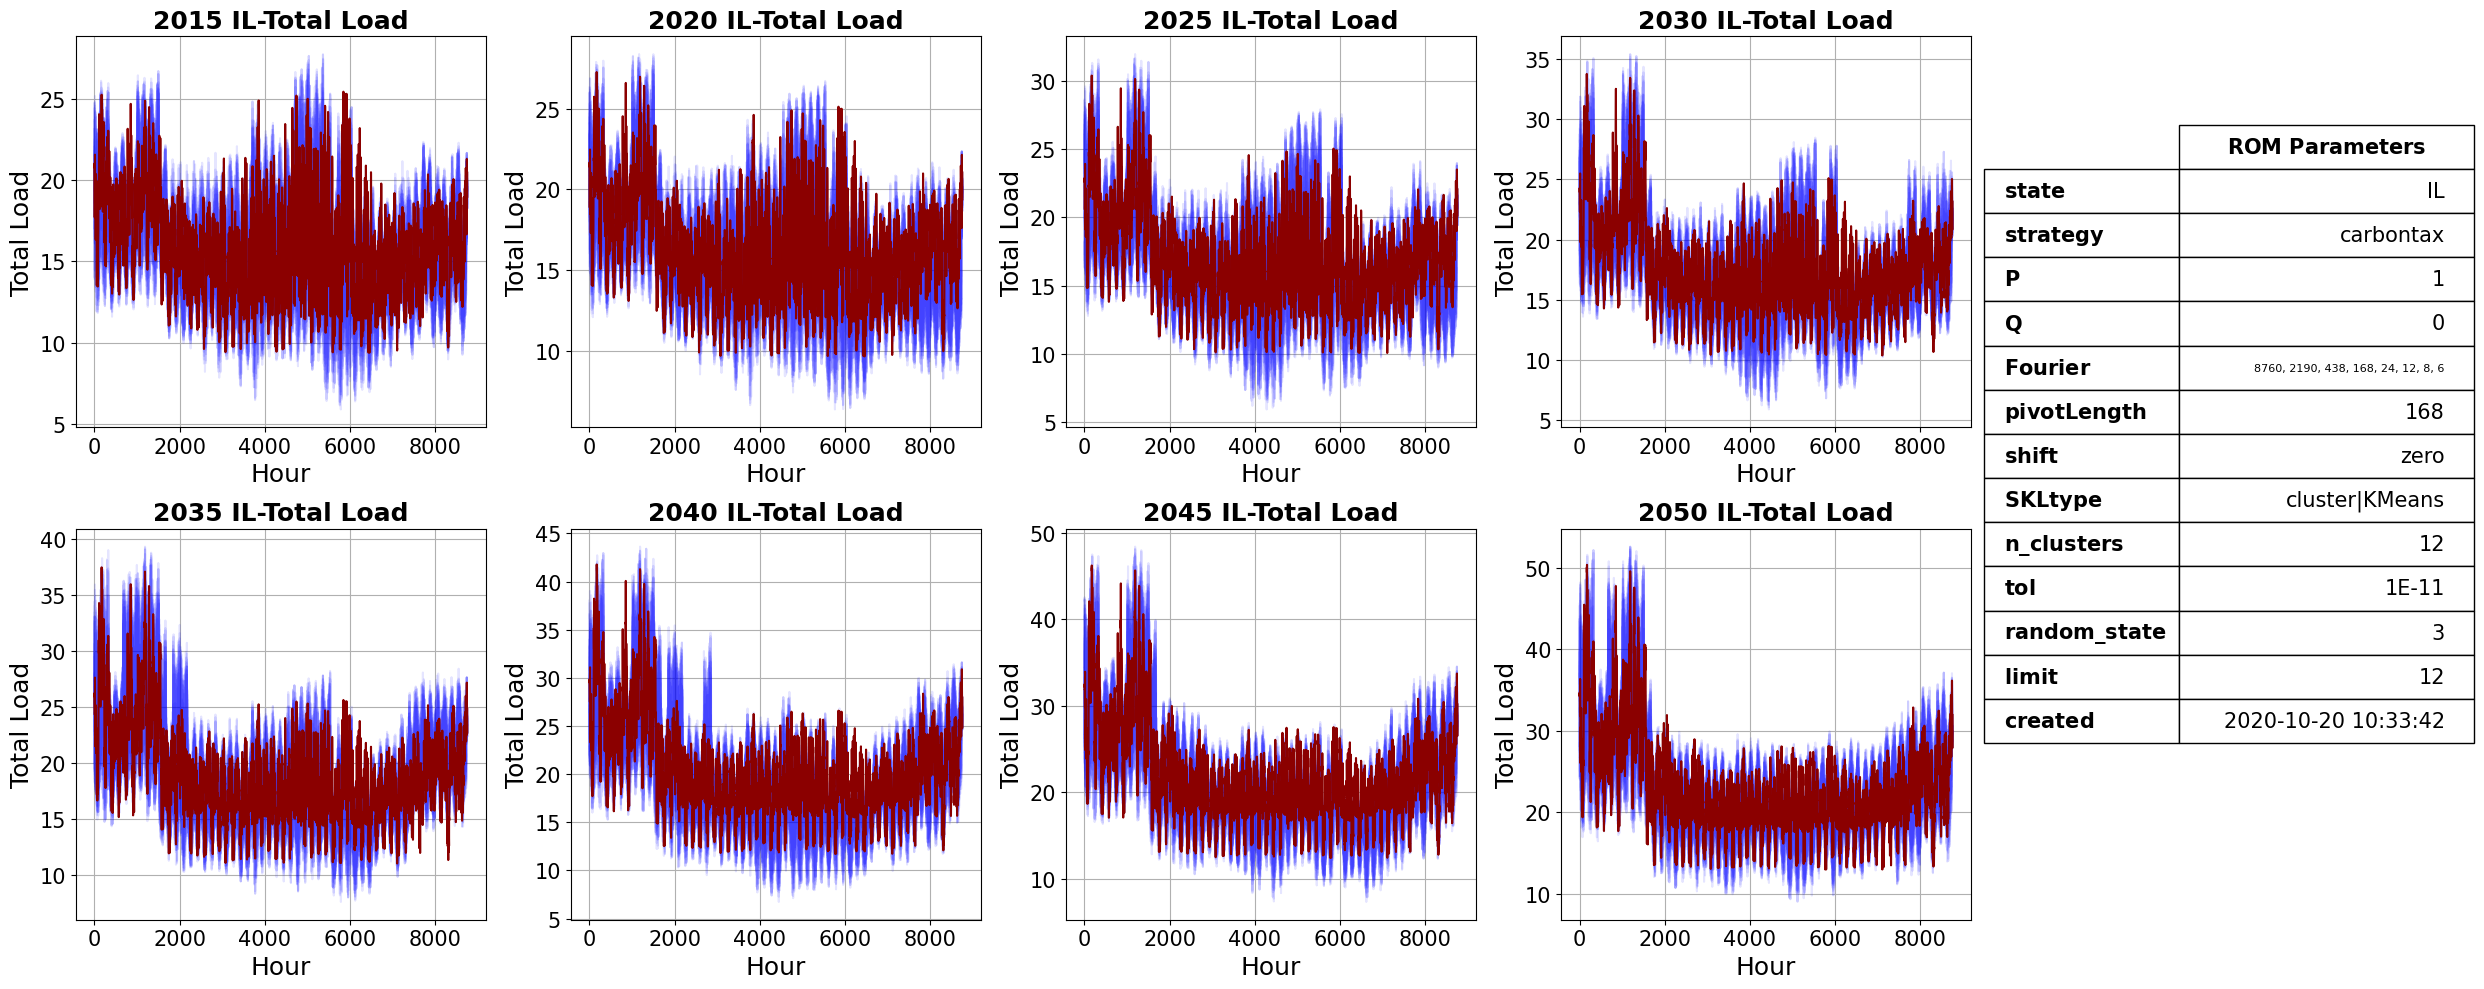 2015 IL-Total Load
Total Load
25
20
15
10
5
0 2000 4000 6000 8000
Hour
2020 IL-Total Load
Total Load
25
20
15
10
0 2000 4000 6000 8000
Hour
2025 IL-Total Load
Total Load
30
25
20
15
10
5
0 2000 4000 6000 8000
Hour
2030 IL-Total Load
Total Load
35
30
25
20
15
10
5
0 2000 4000 6000 8000
Hour
2035 IL-Total Load
Total Load
40
35
30
25
20
15
10
0 2000 4000 6000 8000
Hour
2040 IL-Total Load
Total Load
45
40
35
30
25
20
15
10
5
0 2000 4000 6000 8000
Hour
2045 IL-Total Load
Total Load
50
40
30
20
10
0 2000 4000 6000 8000
Hour
2050 IL-Total Load
Total Load
50
40
30
20
10
0 2000 4000 6000 8000
Hour
ROM Parameters
state IL
strategy carbontax
P 1
Q 0
Fourier 8760, 2190, 438, 168, 24, 12, 8, 6
pivotLength 168
shift zero
SKLtype cluster|KMeans
n_clusters 12
tol 1E-11
random_state 3
limit 12
created 2020-10-20 10:33:42